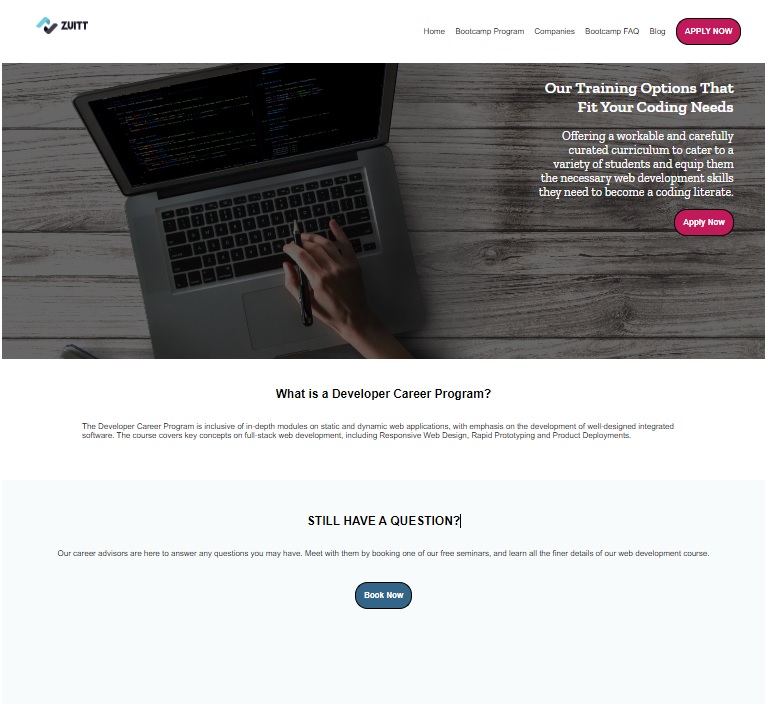 ZUITT
Home Bootcamp Program Companies Bootcamp FAQ Blog APPLY NOW
Our Training Options That
Fit Your Coding Needs
Offering a workable and carefully
curated curriculum to cater to a
variety of students and equip them
the necessary web development skills
they need to become a coding literate.
Apply Now
What is a Developer Career Program?
The Developer Career Program is inclusive of in-depth modules on static and dynamic web applications, with emphasis on the development of well-designed integrated
software. The course covers key concepts on full-stack web development, including Responsive Web Design, Rapid Prototyping and Product Deployments.
STILL HAVE A QUESTION?
Our career advisors are here to answer any questions you may have. Meet with them by booking one of our free seminars, and learn all the finer details of our web development course.
Book Now